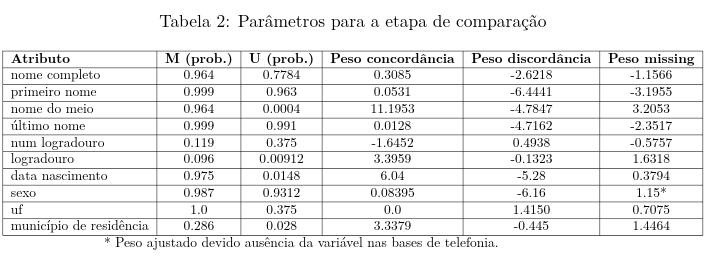 Tabela 2: Parâmetros para a etapa de comparação
Atributo M (prob.) U (prob.) Peso concordância Peso discordância Peso missing
nome completo 0.964 0.7784 0.3085 -2.6218 -1.1566
primeiro nome 0.999 0.963 0.0531 -6.4441 -3.1955
nome do meio 0.964 0.0004 11.1953 -4.7847 3.2053
último nome 0.999 0.991 0.0128 -4.7162 -2.3517
num logradouro 0.119 0.375 -1.6452 0.4938 -0.5757
logradouro 0.096 0.00912 3.3959 -0.1323 1.6318
data nascimento 0.975 0.0148 6.04 -5.28 0.3794
sexo 0.987 0.9312 0.08395 -6.16 1.15*
uf 1.0 0.375 0.0 1.4150 0.7075
município de residência 0.286 0.028 3.3379 -0.445 1.4464
* Peso ajustado devido ausência da variável nas bases de telefonia.